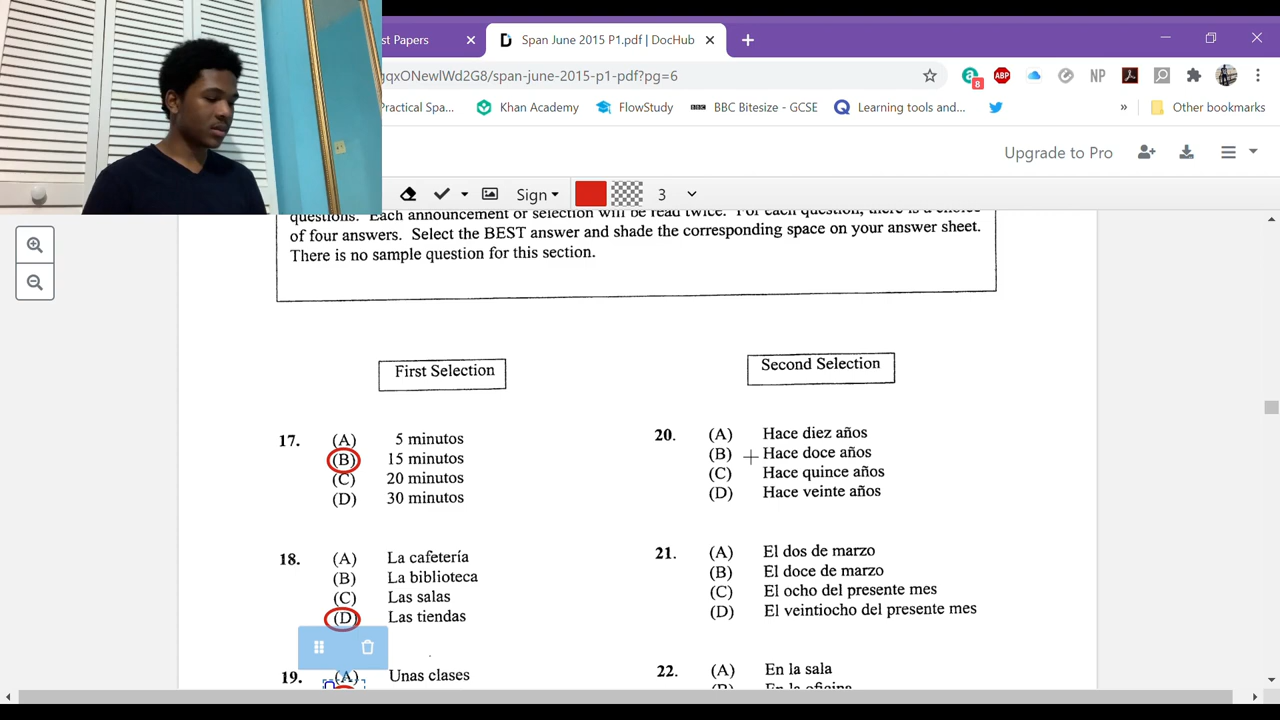 st Papers
Span June 2015 P1.pdf | DocHub
gqxONewlWd2G8/span-june-2015-p1-pdf?pg=6
8
ABP
NP
Practical Spa...
Khan Academy
FlowStudy
BBC
BBC Bitesize - GCSE
Learning tools and...
»
Other bookmarks
Upgrade to Pro
Sign
3
questions. Each announcement or selection will be read twice. For each question, there is a choice
of four answers. Select the BEST answer and shade the corresponding space on your answer sheet.
There is no sample question for this section.
First Selection
17. (A) 5 minutos
(B) 15 minutos
(C) 20 minutos
(D) 30 minutos
18. (A) La cafetería
(B) La biblioteca
(C) Las salas
(D) Las tiendas
19. (A) Unas clases
Second Selection
20. (A) Hace diez años
(B) Hace doce años
(C) Hace quince años
(D) Hace veinte años
21. (A) El dos de marzo
(B) El doce de marzo
(C) El ocho del presente mes
(D) El veintiocho del presente mes
22. (A) En la sala
(B) En la oficina